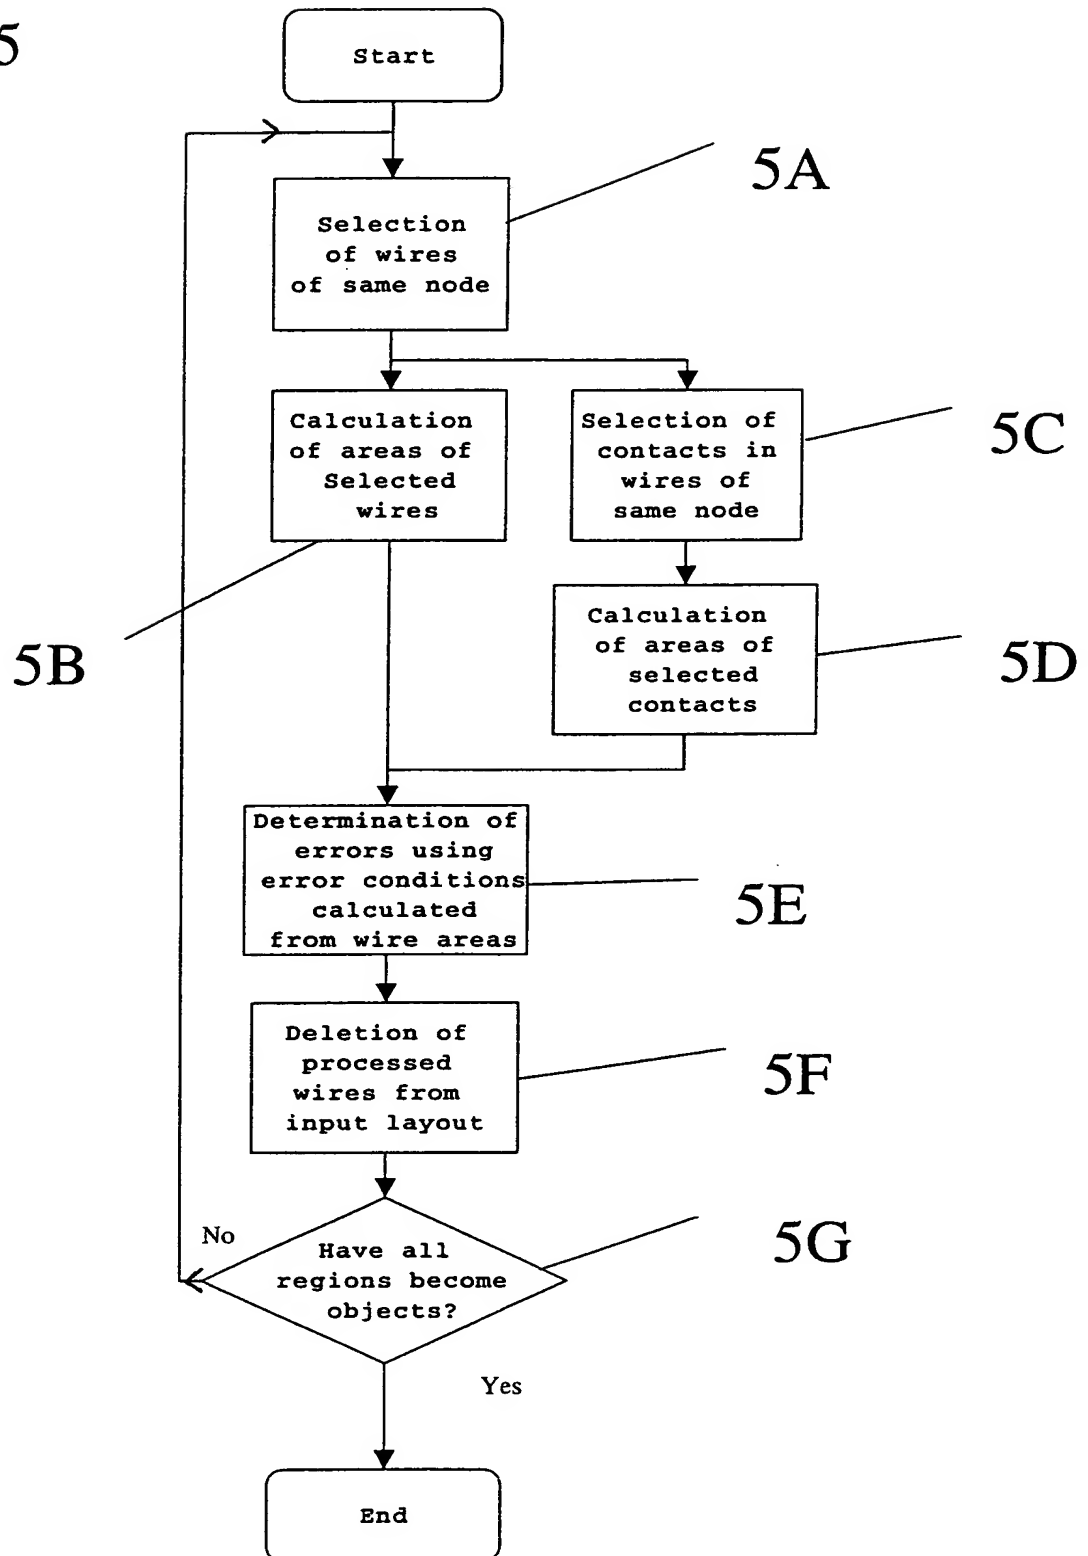 5
Start
5A
Selection
of wires
of same node
Calculation
of areas of
Selected
wires
Selection of
contacts in
wires of
same node
5C
5B
Calculation
of areas of
selected
contacts
5D
Determination of
errors using
error conditions
calculated
from wire areas
5E
Deletion of
processed
wires from
input layout
5F
No
Have all
regions become
objects?
5G
Yes
End